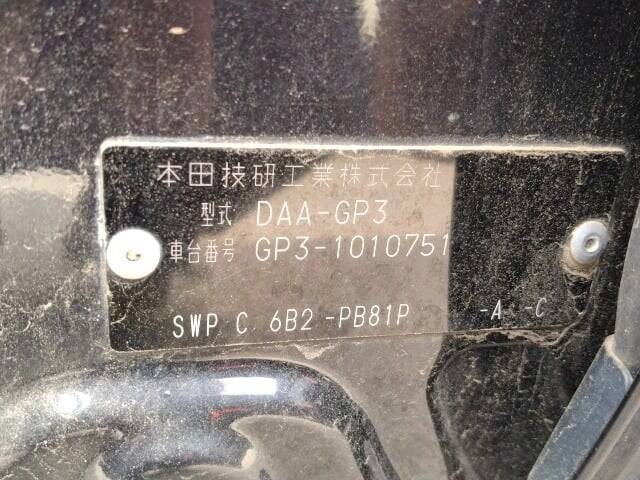 本田技研工業株式会社
型式 DAA-GP3
車台番号 GP3-1010751
SWP C 6B2-PB81P -A -C